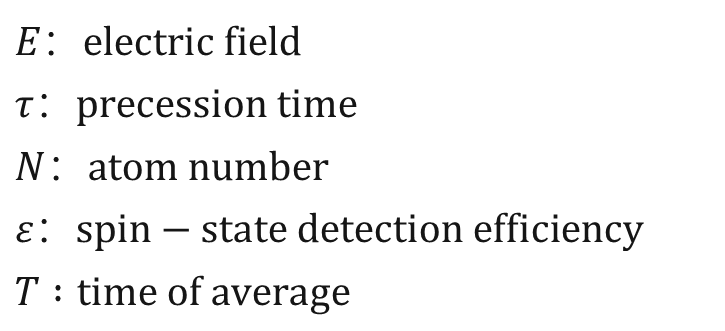 E: electric field
τ: precession time
N: atom number
ε: spin − state detection efficiency
T : time of average